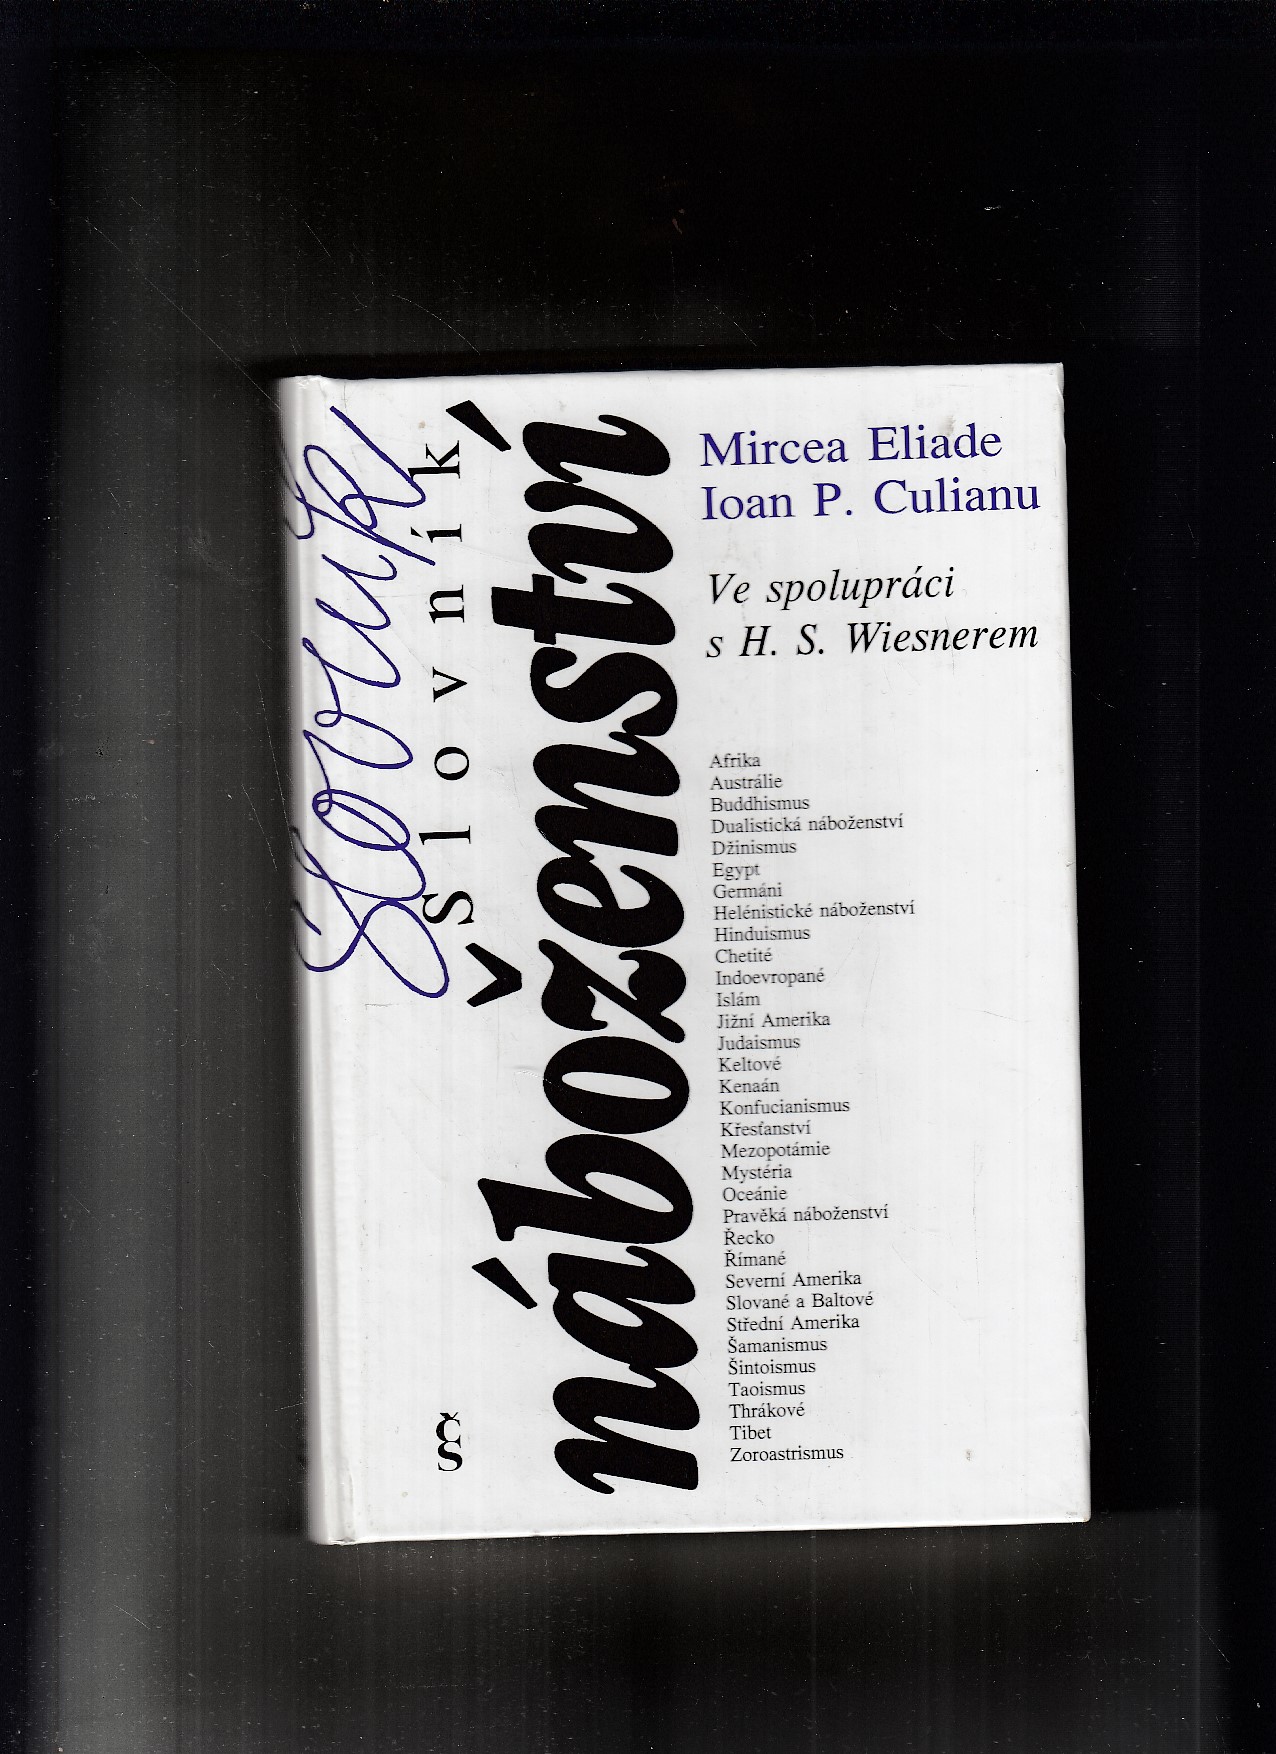 Slovník
Slovník
náboženství
Mircea Eliade
Ioan P. Culianu
Ve spolupráci
s H. S. Wiesnerem
Afrika
Austrálie
Buddhismus
Dualistická náboženství
Džinismus
Egypt
Germáni
Helénistické náboženství
Hinduismus
Chetité
Indoevropané
Islám
Jižní Amerika
Judaismus
Keltové
Kenaán
Konfucianismus
Křesťanství
Mezopotámie
Mystéria
Oceánie
Pravěká náboženství
Řecko
Římané
Severní Amerika
Slované a Baltové
Střední Amerika
Šamanismus
Šintoismus
Taoismus
Thrákové
Tibet
Zoroastrismus
ČS